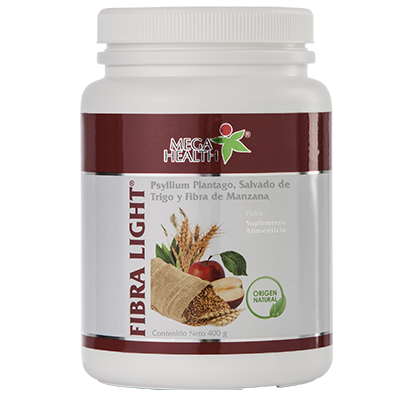 MEGA
HEALTH®
Psyllium Plantago, Salvado de
Trigo y Fibra de Manzana
Polvo
Suplemento
Alimenticio
FIBRA LIGHT®
ORIGEN
NATURAL
Contenido Neto 400 g